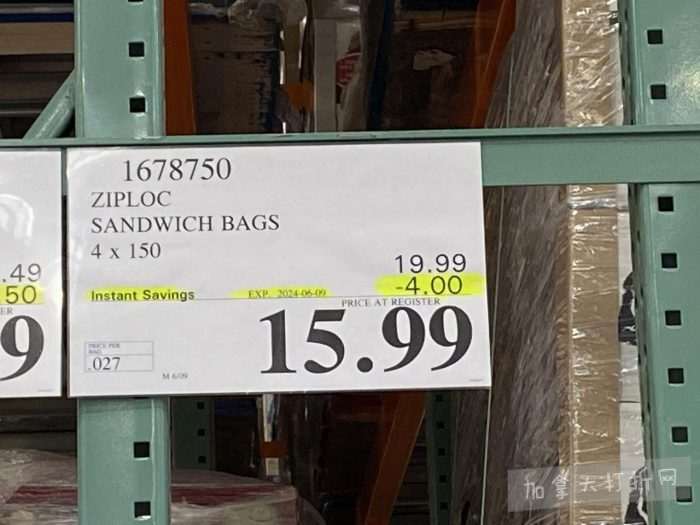 1678750
ZIPLOC
SANDWICH BAGS
4 x 150
19.99
Instant Savings EXP. 2024-06-09 -4.00
PRICE AT REGISTER
15.99
PRICE PER
BAG
.027
M 6/09
.49
50
ER
9
加拿大打折网